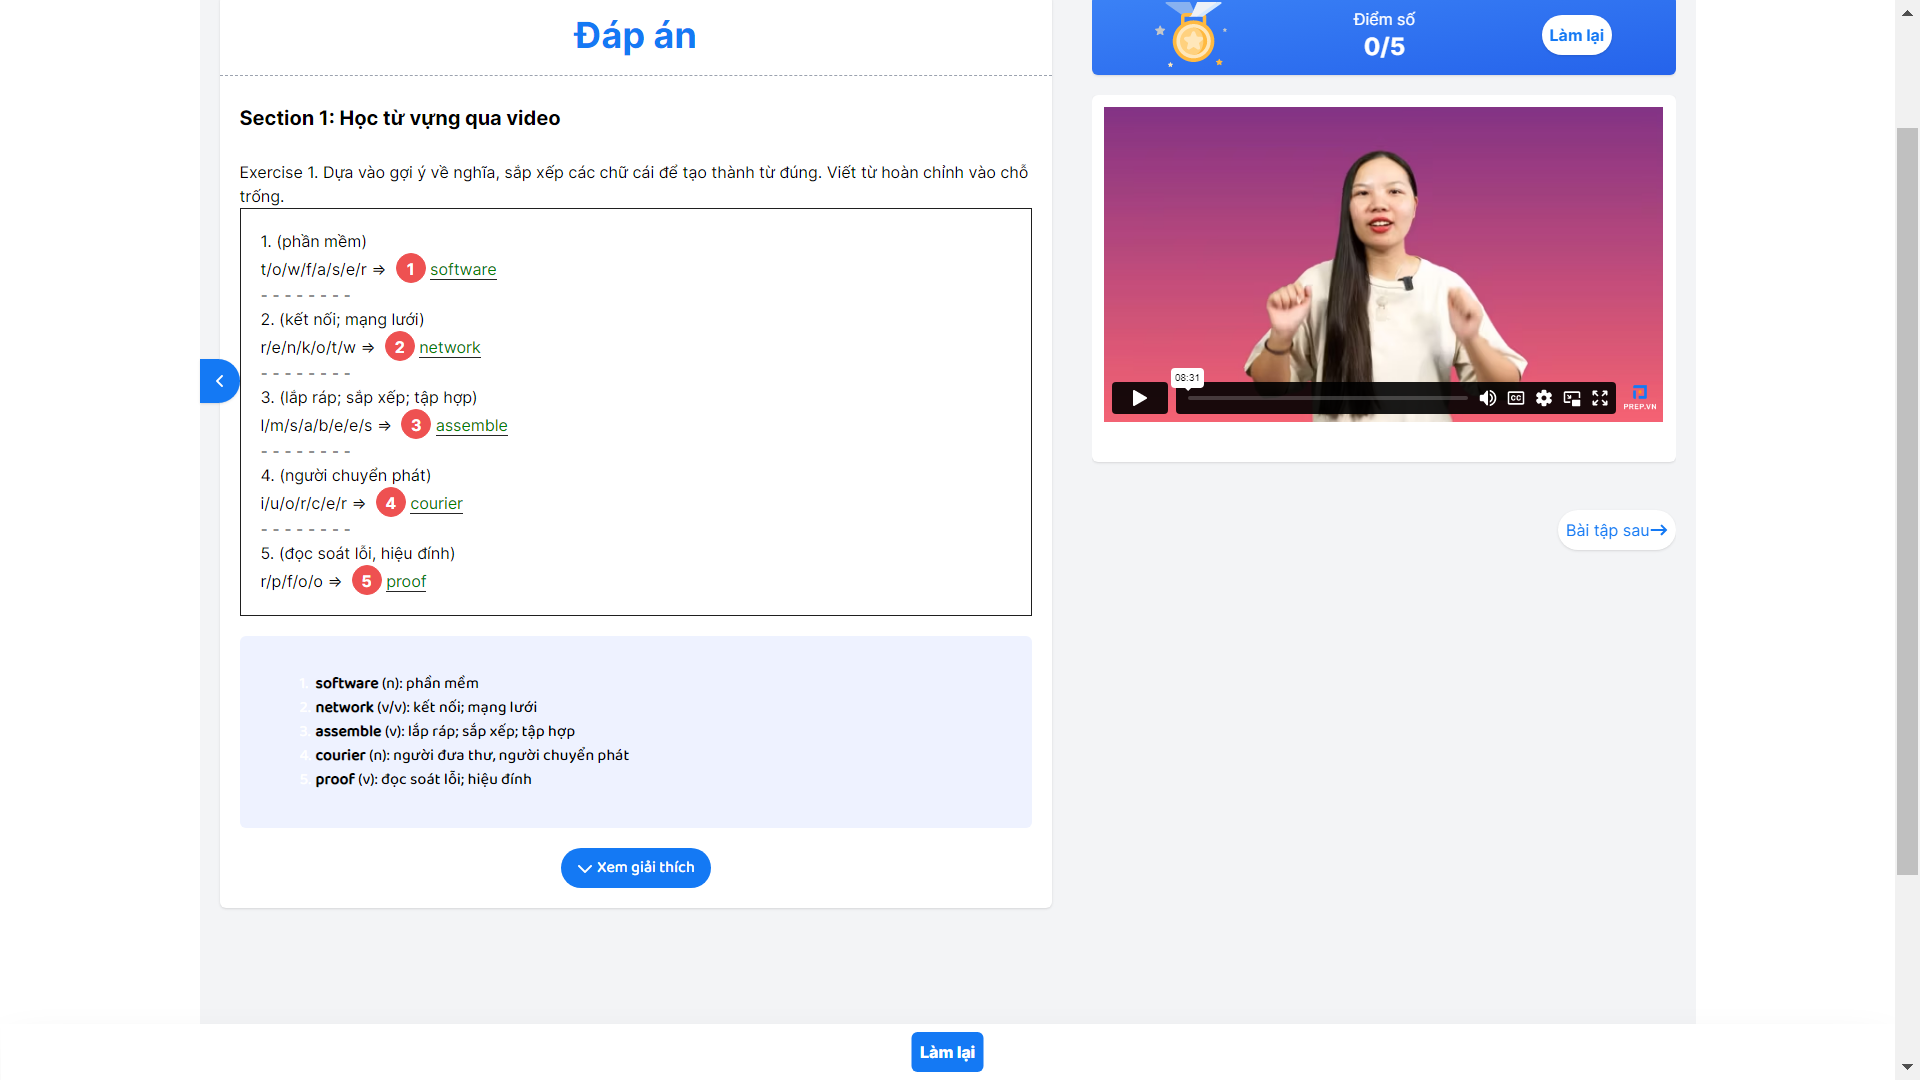 Đáp án
Section 1: Học từ vựng qua video
Exercise 1. Dựa vào gợi ý về nghĩa, sắp xếp các chữ cái để tạo thành từ đúng. Viết từ hoàn chỉnh vào chỗ
trống.
1. (phần mềm)
t/o/w/f/a/s/e/r ⇒ 1 software
- - - - - - - -
2. (kết nối; mạng lưới)
r/e/n/k/o/t/w ⇒ 2 network
- - - - - - - -
3. (lắp ráp; sắp xếp; tập hợp)
l/m/s/a/b/e/e/s ⇒ 3 assemble
- - - - - - - -
4. (người chuyển phát)
i/u/o/r/c/e/r ⇒ 4 courier
- - - - - - - -
5. (đọc soát lỗi, hiệu đính)
r/p/f/o/o ⇒ 5 proof
1. software (n): phần mềm
2. network (v/v): kết nối; mạng lưới
3. assemble (v): lắp ráp; sắp xếp; tập hợp
4. courier (n): người đưa thư, người chuyển phát
5. proof (v): đọc soát lỗi; hiệu đính
Xem giải thích
Điểm số
0/5
Làm lại
08:31
CC
PREP.VN
Bài tập sau→
Làm lại